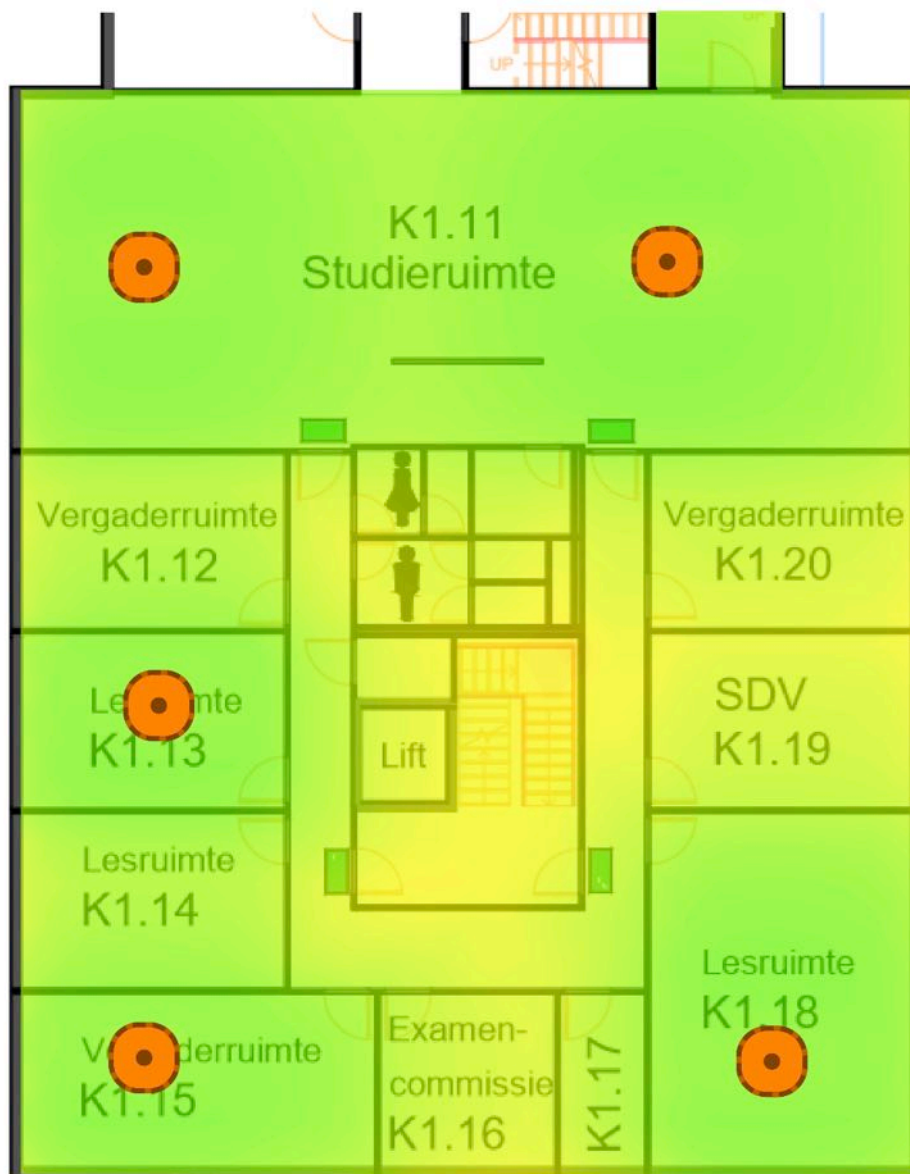 UP
UP
K1.11
Studieruimte
Vergaderruimte
K1.12
Vergaderruimte
K1.20
K1.13
SDV
K1.19
Lift
Lesruimte
K1.14
Lesruimte
K1.18
K1.15
Examen-
commissie
K1.16
K1.17